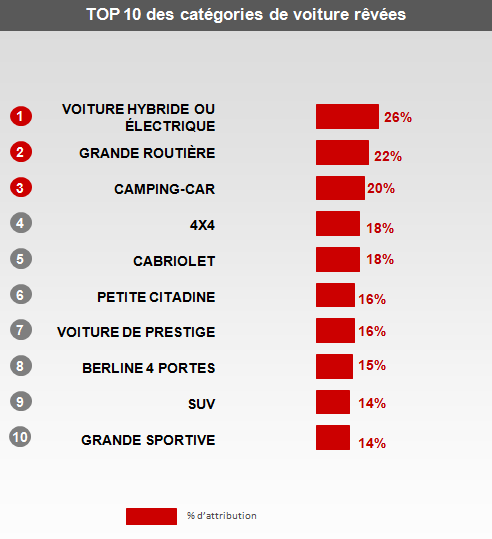 TOP 10 des catégories de voiture rêvées
1 VOITURE HYBRIDE OU
ÉLECTRIQUE 26%
2 GRANDE ROUTIÈRE 22%
3 CAMPING-CAR 20%
4 4X4 18%
5 CABRIOLET 18%
6 PETITE CITADINE 16%
7 VOITURE DE PRESTIGE 16%
8 BERLINE 4 PORTES 15%
9 SUV 14%
10 GRANDE SPORTIVE 14%
% d'attribution